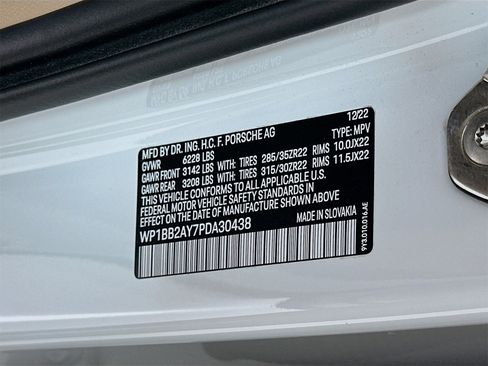 MFD BY DR. ING. H.C. F. PORSCHE AG 12/22
GVWR 6228 LBS TYPE: MPV
GAWR FRONT 3142 LBS WITH: TIRES 285/35ZR22 RIMS 10.0JX22
GAWR REAR 3208 LBS WITH: TIRES 315/30ZR22 RIMS 11.5JX22
THIS VEHICLE CONFORMS TO ALL APPLICABLE U.S.
FEDERAL MOTOR VEHICLE SAFETY STANDARDS IN
EFFECT ON THE DATE OF MANUFACTURE SHOWN ABOVE
WP1BB2AY7PDA30438 MADE IN SLOVAKIA
9Y3.010.016.AE